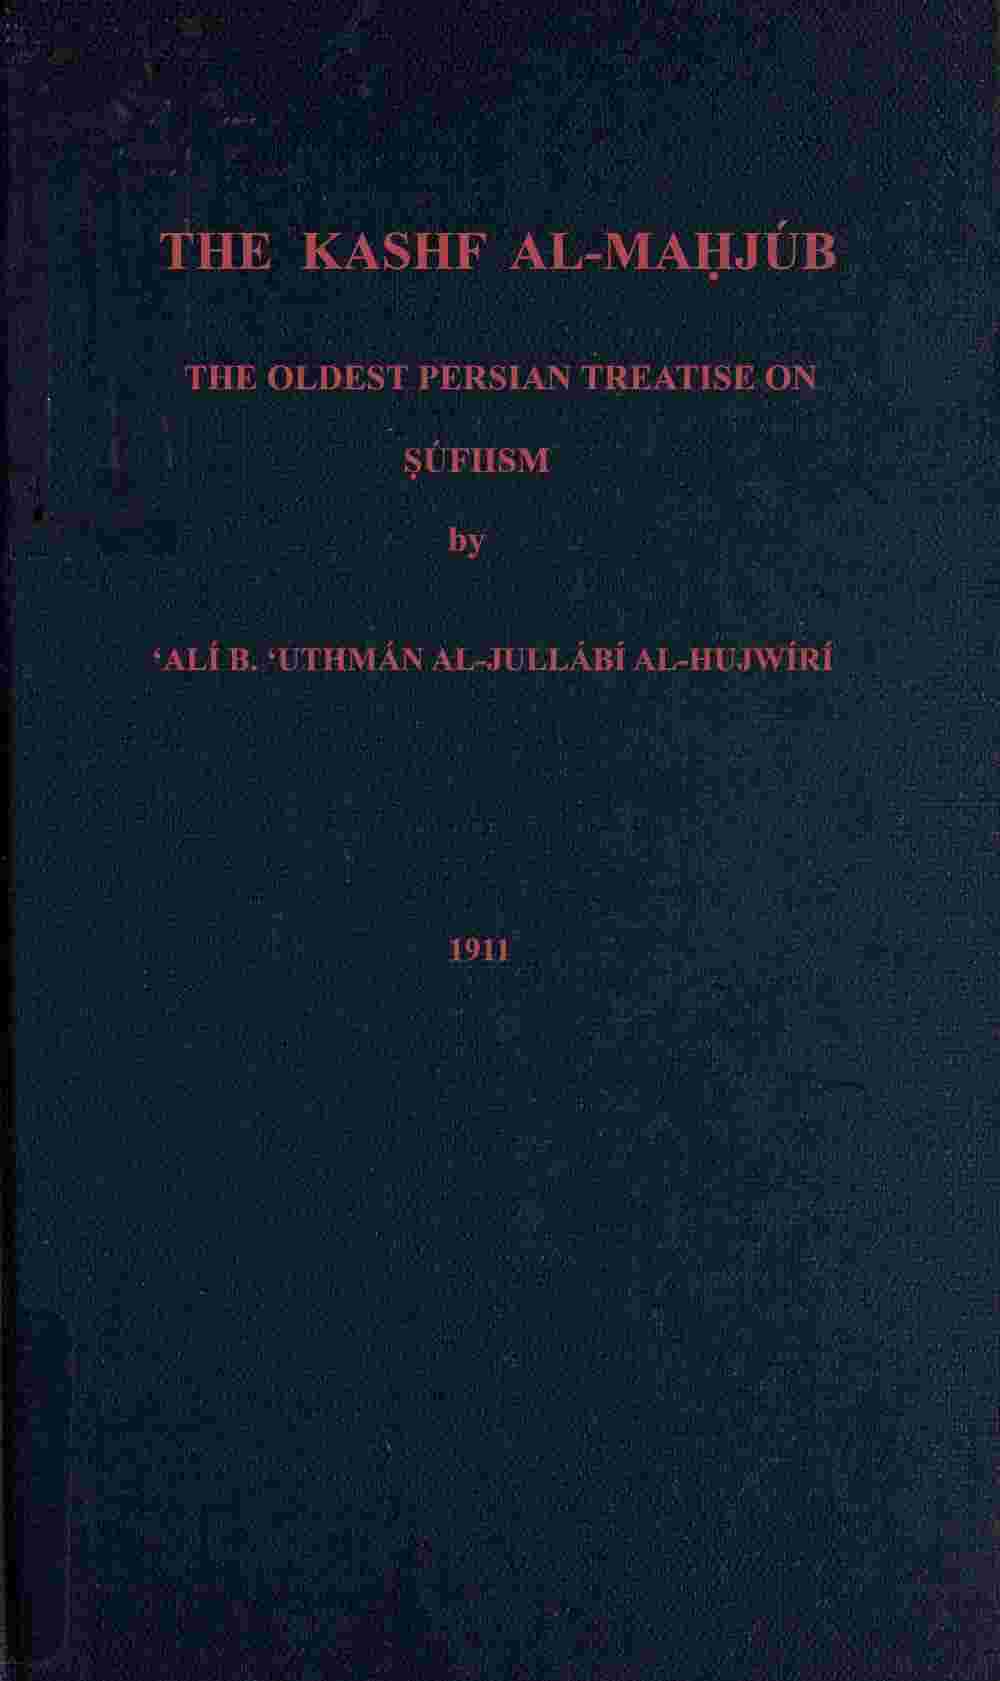 THE KASHF AL-MAḤJÚB
THE OLDEST PERSIAN TREATISE ON
ṢÚFIISM
by
‘ALÍ B. ‘UTHMÁN AL-JULLÁBÍ AL-HUJWÍRÍ
1911